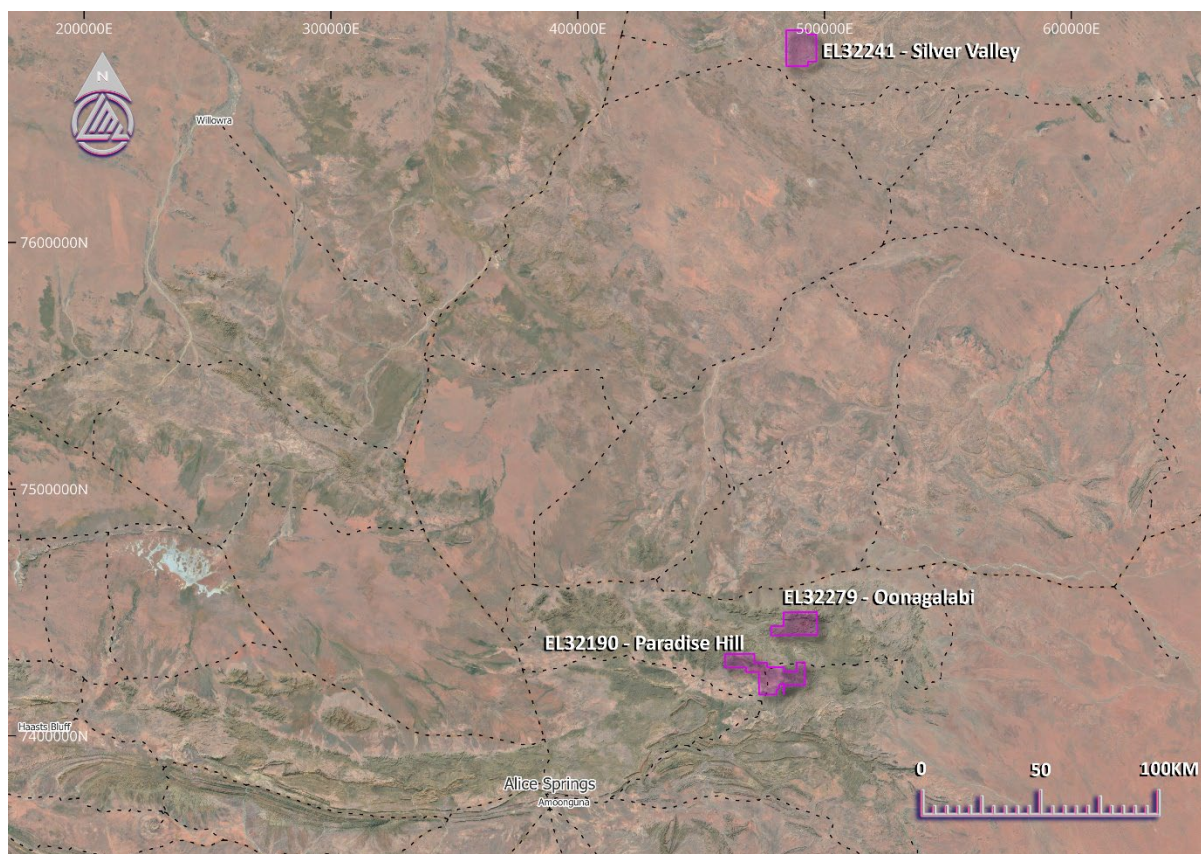 200000E
300000E
400000E
500000E
600000E
EL32241 - Silver Valley
N
Willowra
7600000N
7500000N
EL32279 - Oonagalabi
EL32190 - Paradise Hill
Haasts Bluff
7400000N
Alice Springs
Amoonguna
0
50
100KM